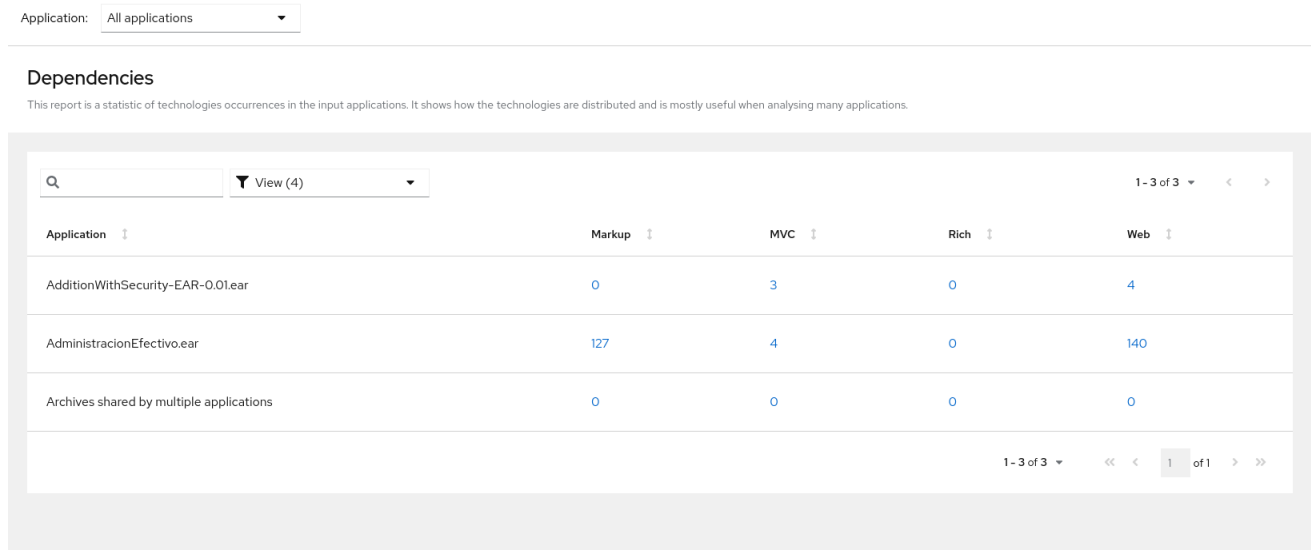 Application: All applications
Dependencies
This report is a statistic of technologies occurrences in the input applications. It shows how the technologies are distributed and is mostly useful when analysing many applications.
View (4) 1 - 3 of 3
Application Markup MVC Rich Web
AdditionWithSecurity-EAR-0.01.ear 0 3 0 4
AdministracionEfectivo.ear 127 4 0 140
Archives shared by multiple applications 0 0 0 0
1 - 3 of 3 1 of 1